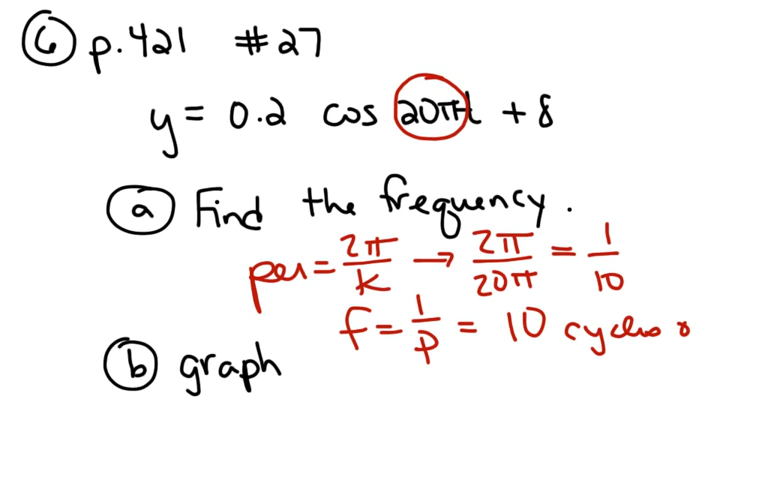 6 p.421 #27
y = 0.2 cos 20πt + 8
a Find the frequency.
per = 2π/k → 2π/20π = 1/10
f = 1/p = 10 cycles
b graph